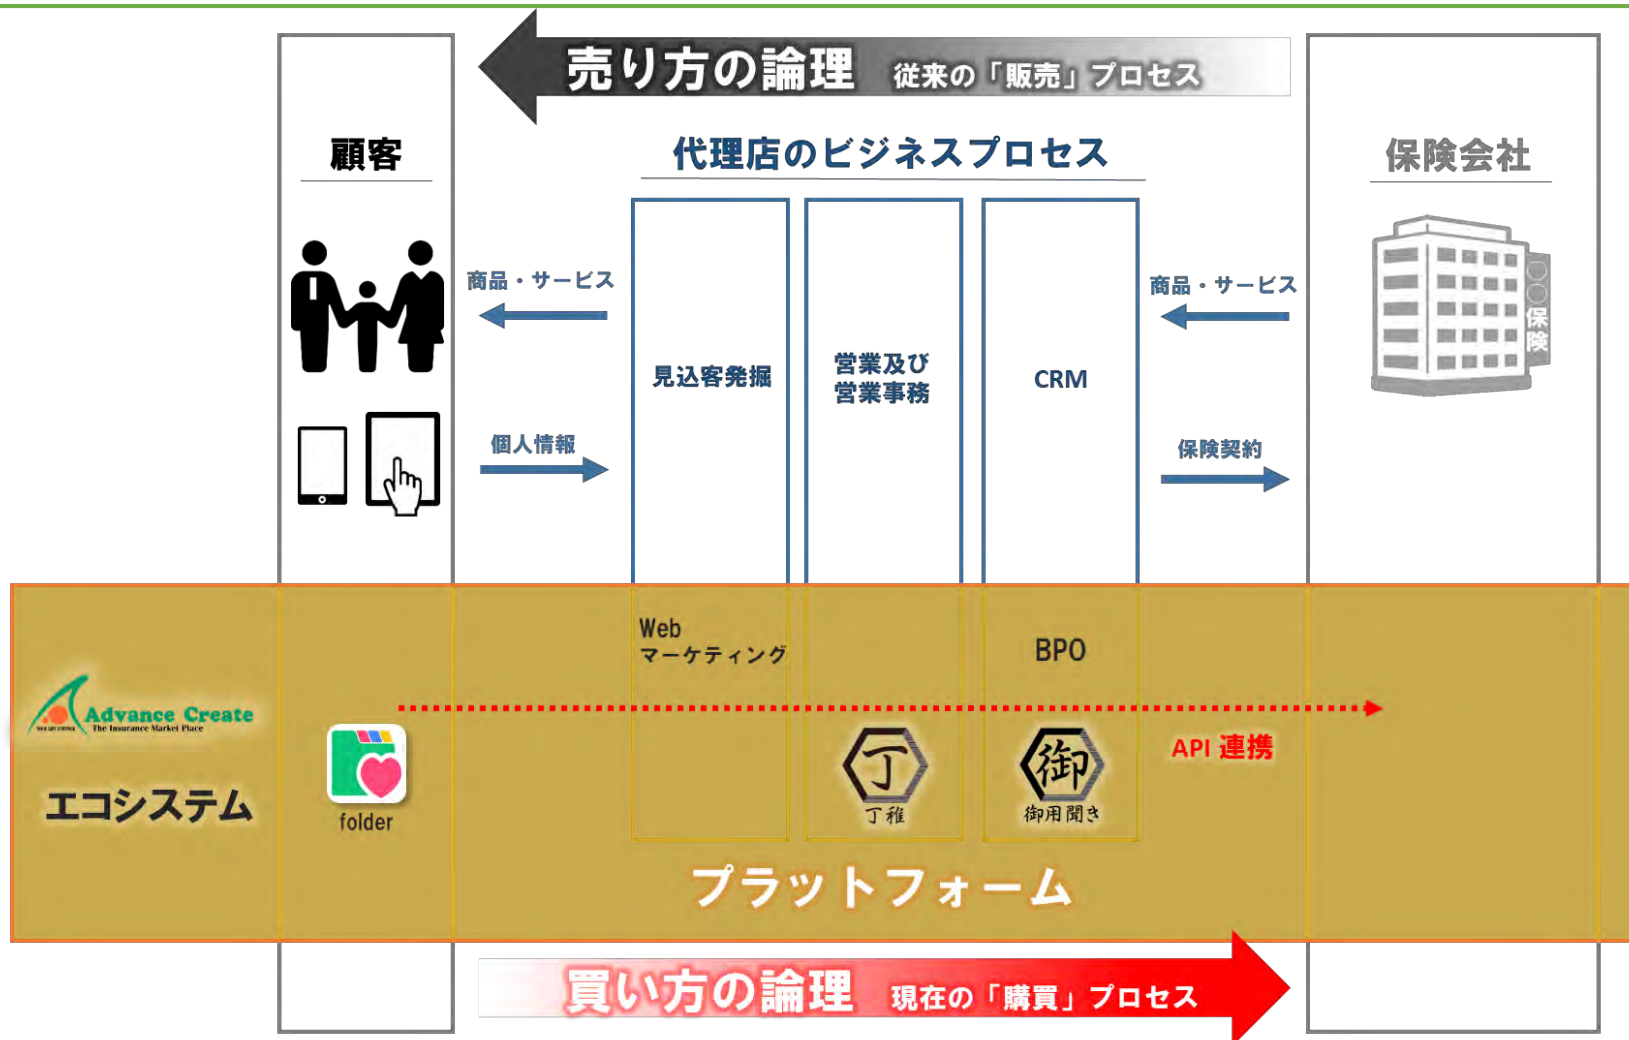 売り方の論理 従来の「販売」プロセス
顧客
代理店のビジネスプロセス
保険会社
商品・サービス
商品・サービス
〇〇保険
見込客発掘
営業及び
営業事務
CRM
個人情報
保険契約
Web
マーケティング
BPO
Advance Create
The Insurance Market Place
API 連携
エコシステム
folder
丁
丁稚
御
御用聞き
プラットフォーム
買い方の論理 現在の「購買」プロセス